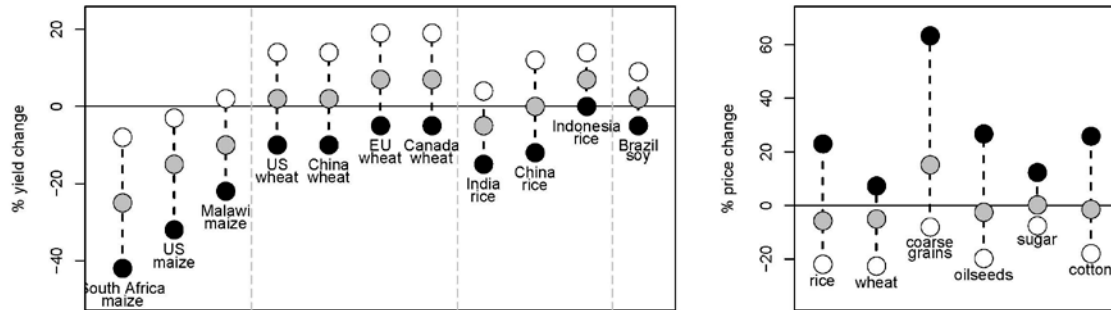 % yield change
20
0
−20
−40
South Africa
maize
US
maize
Malawi
maize
US
wheat
China
wheat
EU
wheat
Canada
wheat
India
rice
China
rice
Indonesia
rice
Brazil
soy
% price change
60
40
20
0
−20
rice
wheat
coarse
grains
oilseeds
sugar
cotton